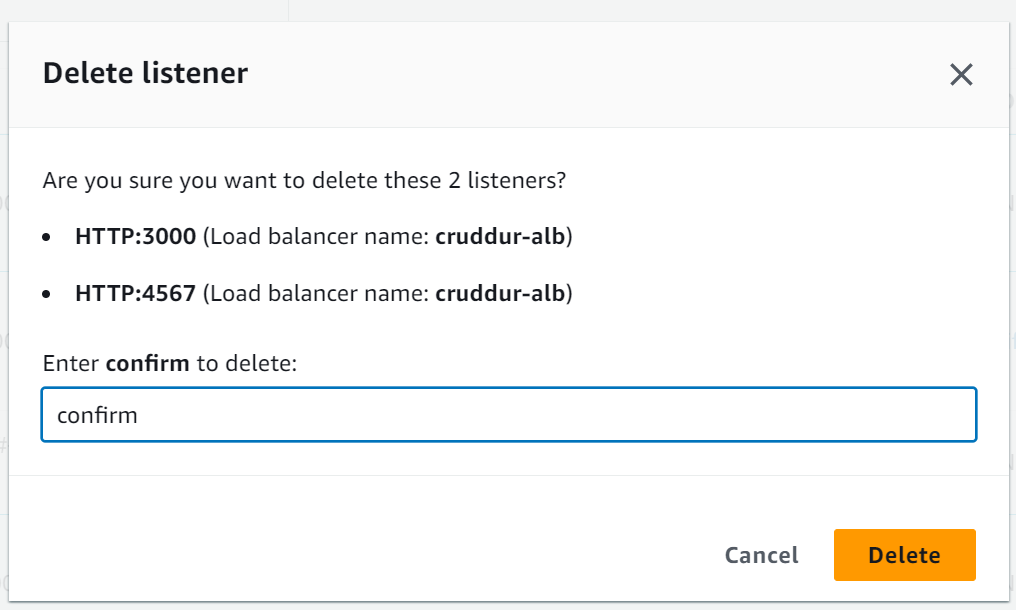 Delete listener
Are you sure you want to delete these 2 listeners?
• HTTP:3000 (Load balancer name: cruddur-alb)
• HTTP:4567 (Load balancer name: cruddur-alb)
Enter confirm to delete:
confirm
Cancel
Delete